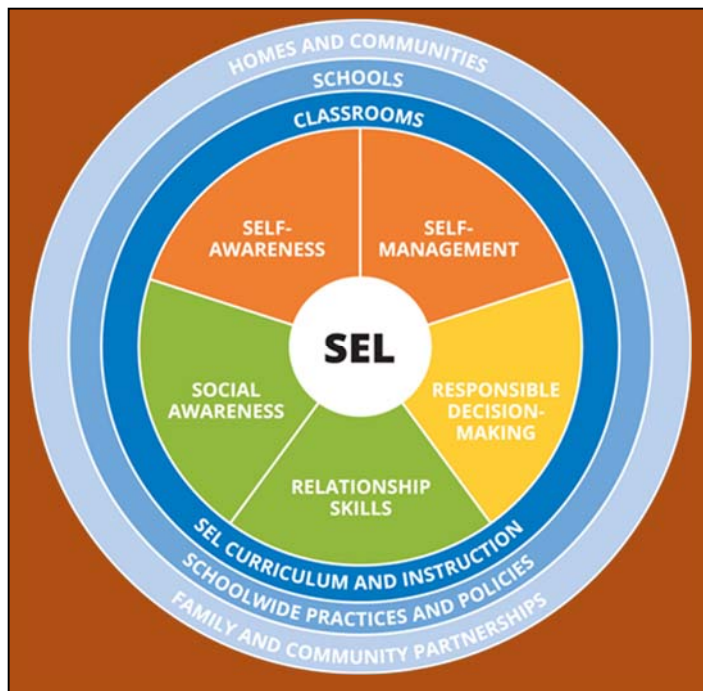 HOMES AND COMMUNITIES
SCHOOLS
CLASSROOMS
SELF-
AWARENESS
SELF-
MANAGEMENT
SEL
SOCIAL
AWARENESS
RESPONSIBLE
DECISION-
MAKING
RELATIONSHIP
SKILLS
SEL CURRICULUM AND INSTRUCTION
SCHOOLWIDE PRACTICES AND POLICIES
FAMILY AND COMMUNITY PARTNERSHIPS